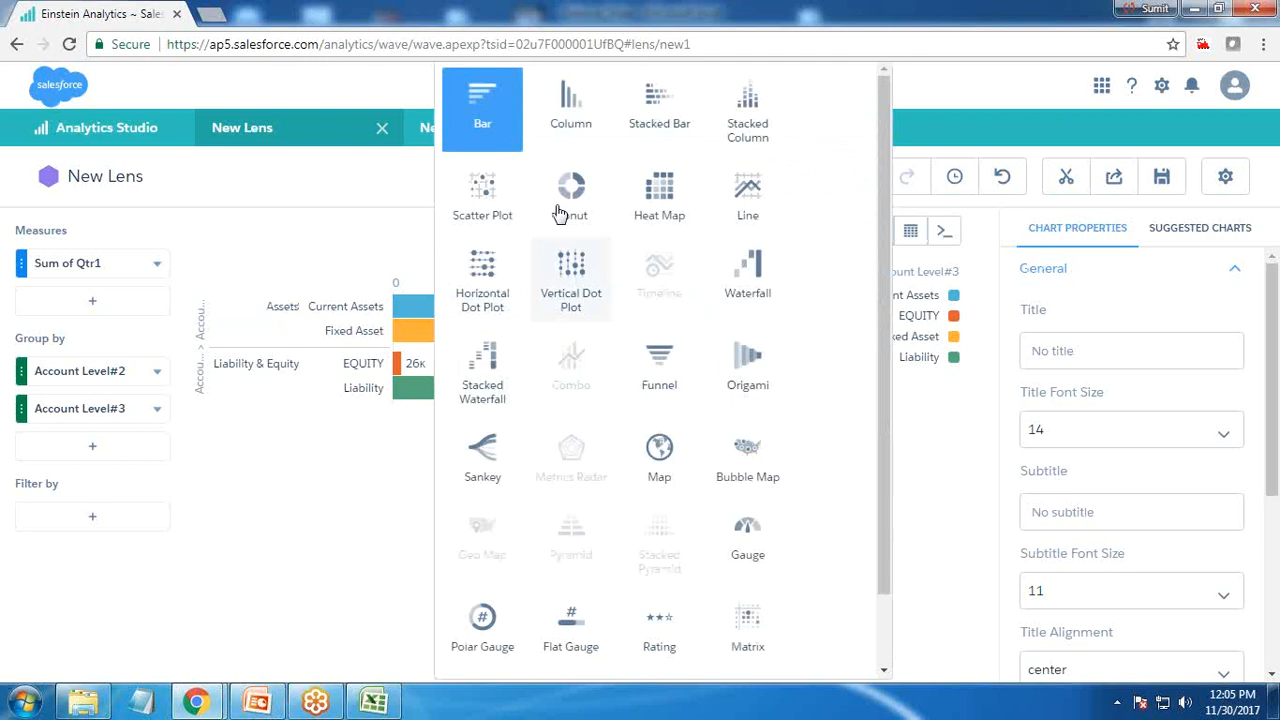 Einstein Analytics ~ Sales
Sumit
Secure
https://ap5.salesforce.com/analytics/wave/wave.apexp?tsid=02u7F000001UfBQ#lens/new1
salesforce
Analytics Studio
New Lens
New Lens
Measures
Sum of Qtr1
+
Group by
Account Level#2
Account Level#3
+
Filter by
+
0
Accou... > Accou...
Assets
Current Assets
Fixed Asset
Liability & Equity
EQUITY
26K
Liability
Bar
Column
Stacked Bar
Stacked
Column
Scatter Plot
Heat Map
Line
Horizontal
Dot Plot
Vertical Dot
Plot
Timeline
Waterfall
Stacked
Waterfall
Combo
Funnel
Origami
Sankey
Metrics Radar
Map
Bubble Map
Geo Map
Pyramid
Stacked
Pyramid
Gauge
Polar Gauge
Flat Gauge
Rating
Matrix
ount Level#3
nt Assets
EQUITY
ked Asset
Liability
CHART PROPERTIES
SUGGESTED CHARTS
General
Title
No title
Title Font Size
14
Subtitle
No subtitle
Subtitle Font Size
11
Title Alignment
center
12:05 PM
11/30/2017